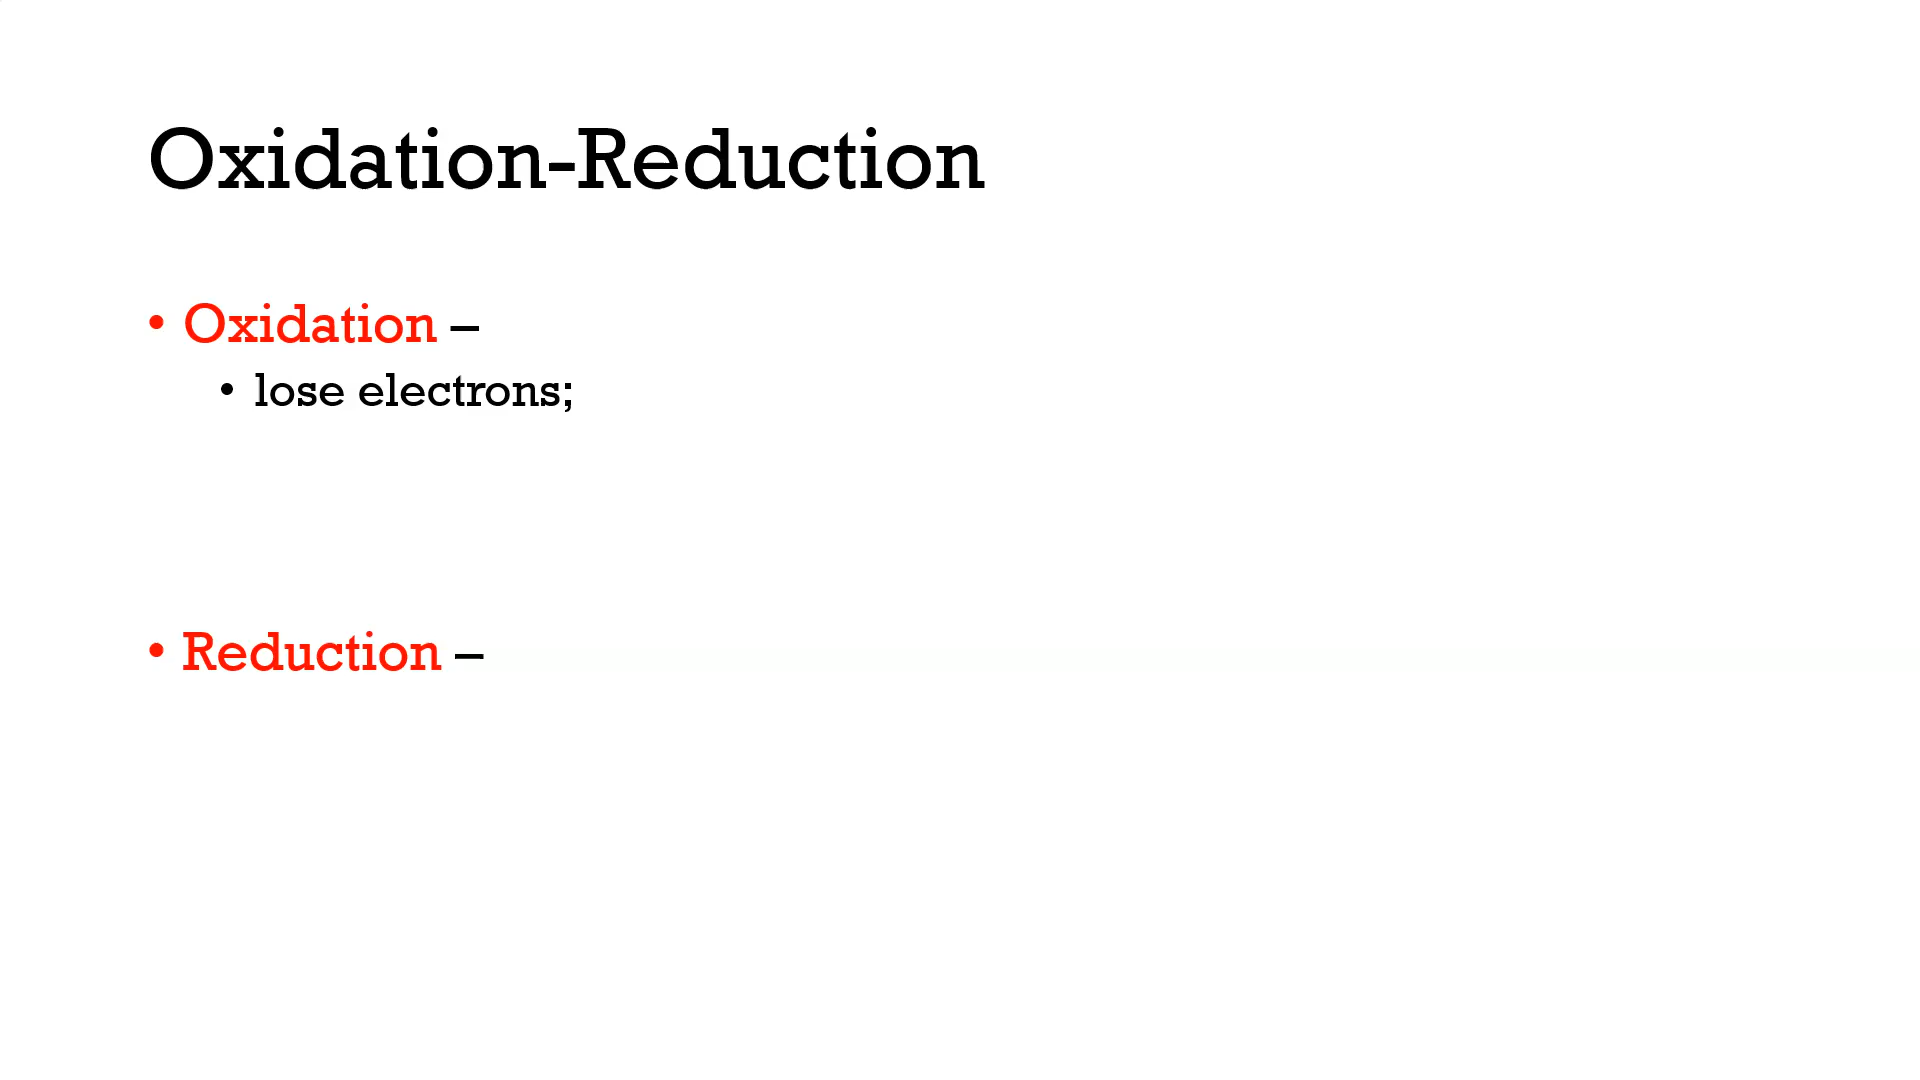 Oxidation-Reduction
• Oxidation –
• lose electrons;
• Reduction –